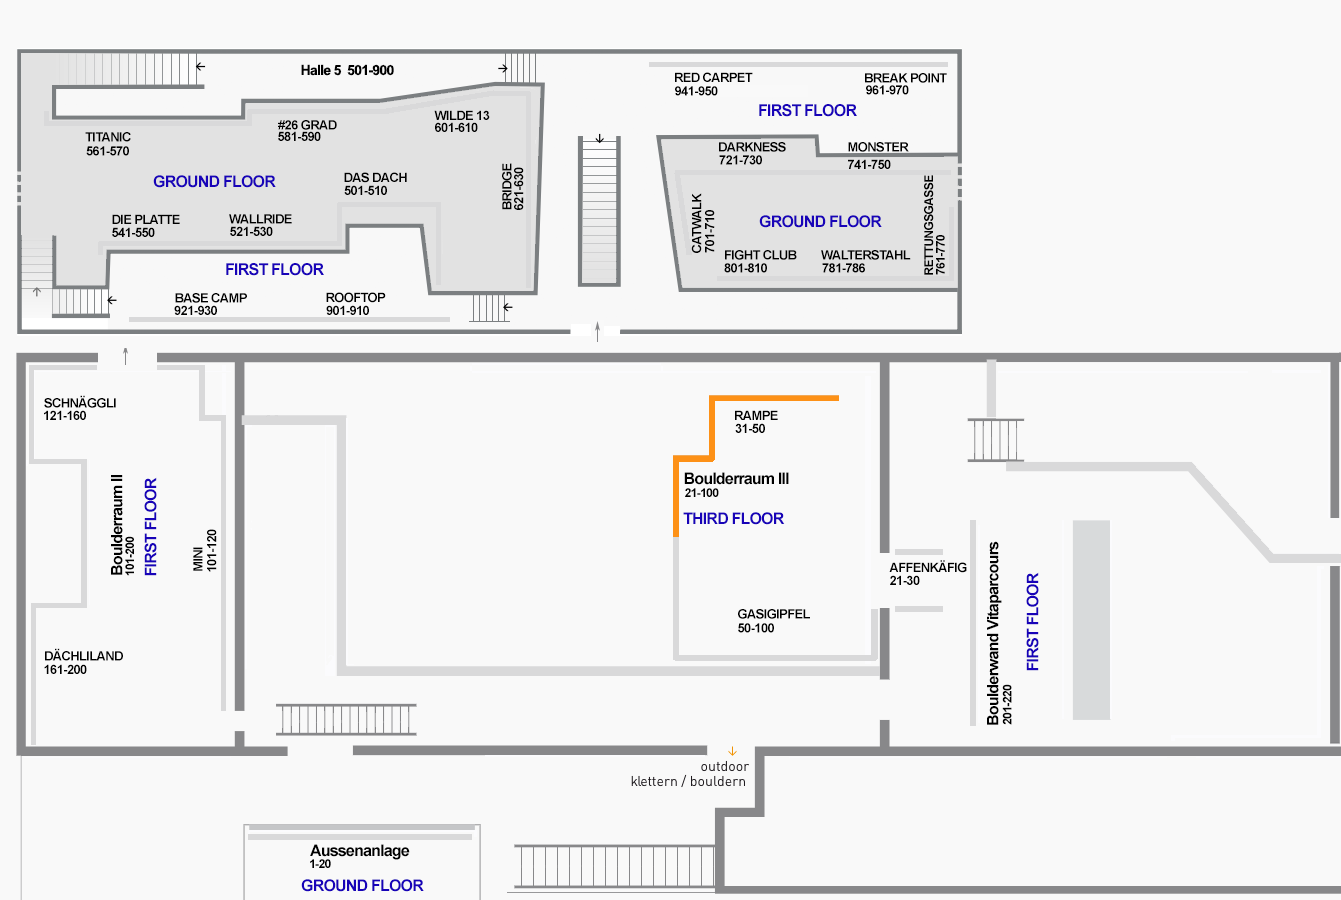 Halle 5 501-900
RED CARPET
941-950
BREAK POINT
961-970
FIRST FLOOR
TITANIC
561-570
#26 GRAD
581-590
WILDE 13
601-610
DARKNESS
721-730
MONSTER
741-750
GROUND FLOOR
DAS DACH
501-510
BRIDGE
621-630
DIE PLATTE
541-550
WALLRIDE
521-530
CATWALK
701-710
GROUND FLOOR
RETTUNGSGASSE
761-770
FIGHT CLUB
801-810
WALTERSTAHL
781-786
FIRST FLOOR
BASE CAMP
921-930
ROOFTOP
901-910
SCHNÄGGLI
121-160
Boulderraum II
101-200
FIRST FLOOR
MINI
101-120
DÄCHLILAND
161-200
RAMPE
31-50
Boulderraum III
21-100
THIRD FLOOR
GASIGIPFEL
50-100
AFFENKÄFIG
21-30
Boulderwand Vitaparcours
201-220
FIRST FLOOR
outdoor
klettern / bouldern
Aussenanlage
1-20
GROUND FLOOR